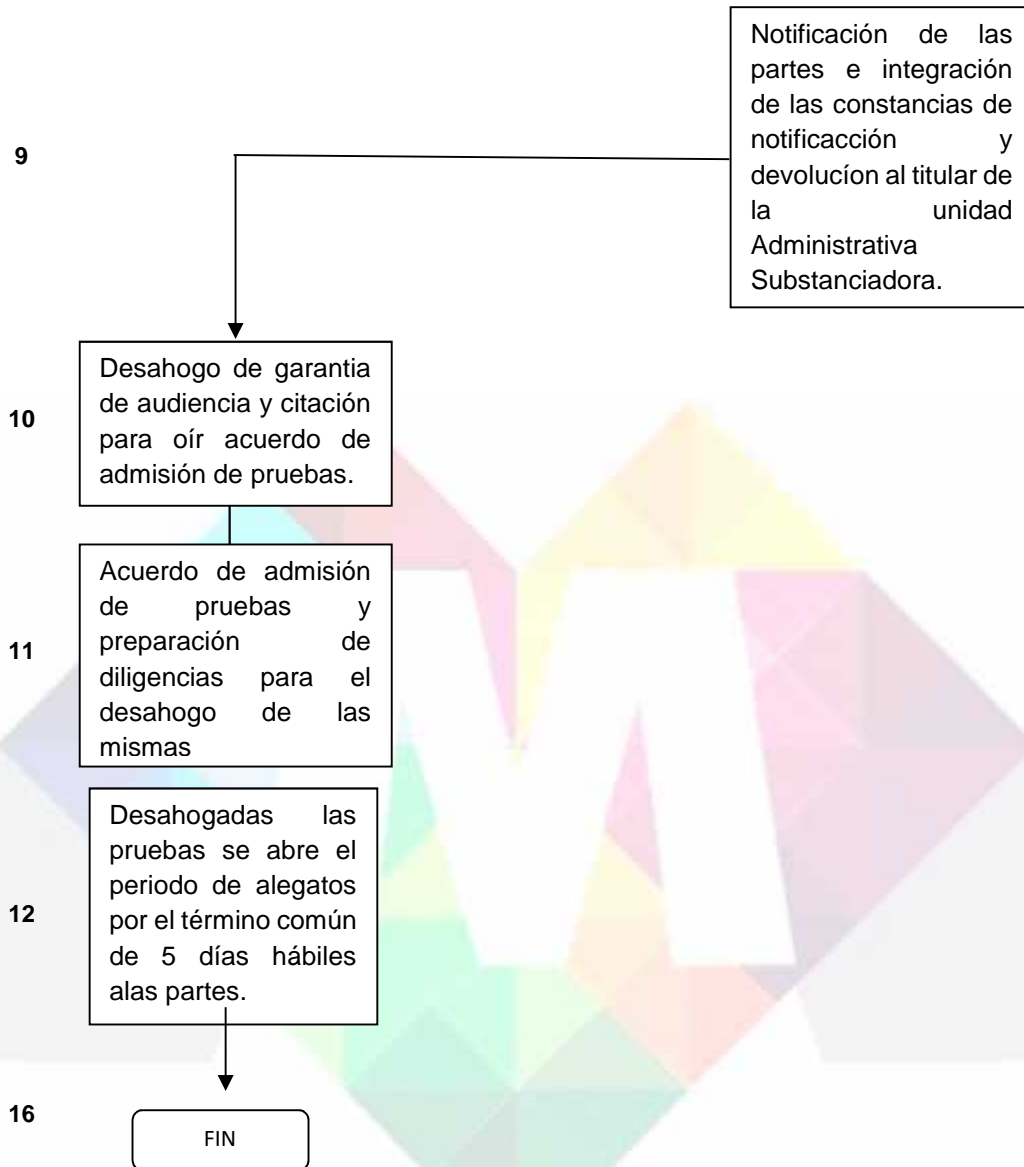 Notificación de las
partes e integración
de las constancias de
notificacción y
devolucíon al titular de
la unidad
Administrativa
Substanciadora.
9
Desahogo de garantia
de audiencia y citación
para oír acuerdo de
admisión de pruebas.
10
Acuerdo de admisión
de pruebas y
preparación de
diligencias para el
desahogo de las
mismas
11
Desahogadas las
pruebas se abre el
periodo de alegatos
por el término común
de 5 días hábiles
alas partes.
12
16
FIN